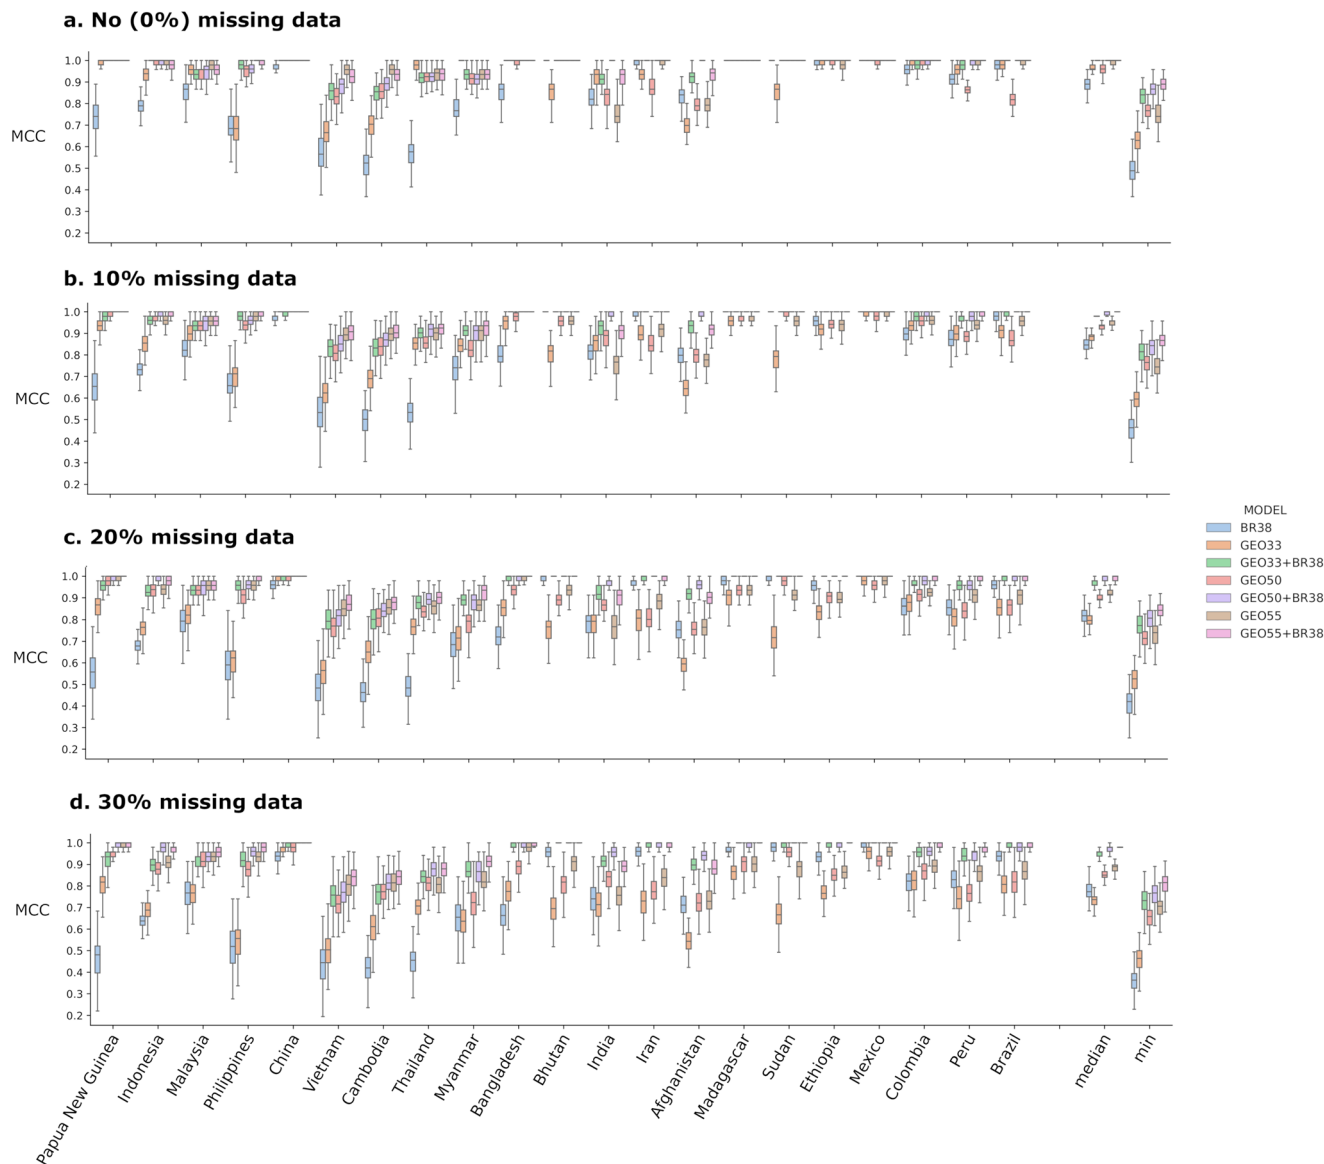 a. No (0%) missing data
1.0
0.9
0.8
0.7
MCC
0.6
0.5
0.4
0.3
0.2
b. 10% missing data
1.0
0.9
0.8
0.7
MCC
0.6
0.5
0.4
0.3
0.2
MODEL
BR38
GEO33
GEO33+BR38
GEO50
GEO50+BR38
GEO55
GEO55+BR38
c. 20% missing data
1.0
0.9
0.8
0.7
MCC
0.6
0.5
0.4
0.3
0.2
d. 30% missing data
1.0
0.9
0.8
0.7
MCC
0.6
0.5
0.4
0.3
0.2
Papua New Guinea
Indonesia
Malaysia
Philippines
China
Vietnam
Cambodia
Thailand
Myanmar
Bangladesh
Bhutan
India
Iran
Afghanistan
Madagascar
Sudan
Ethiopia
Mexico
Colombia
Peru
Brazil
median
min